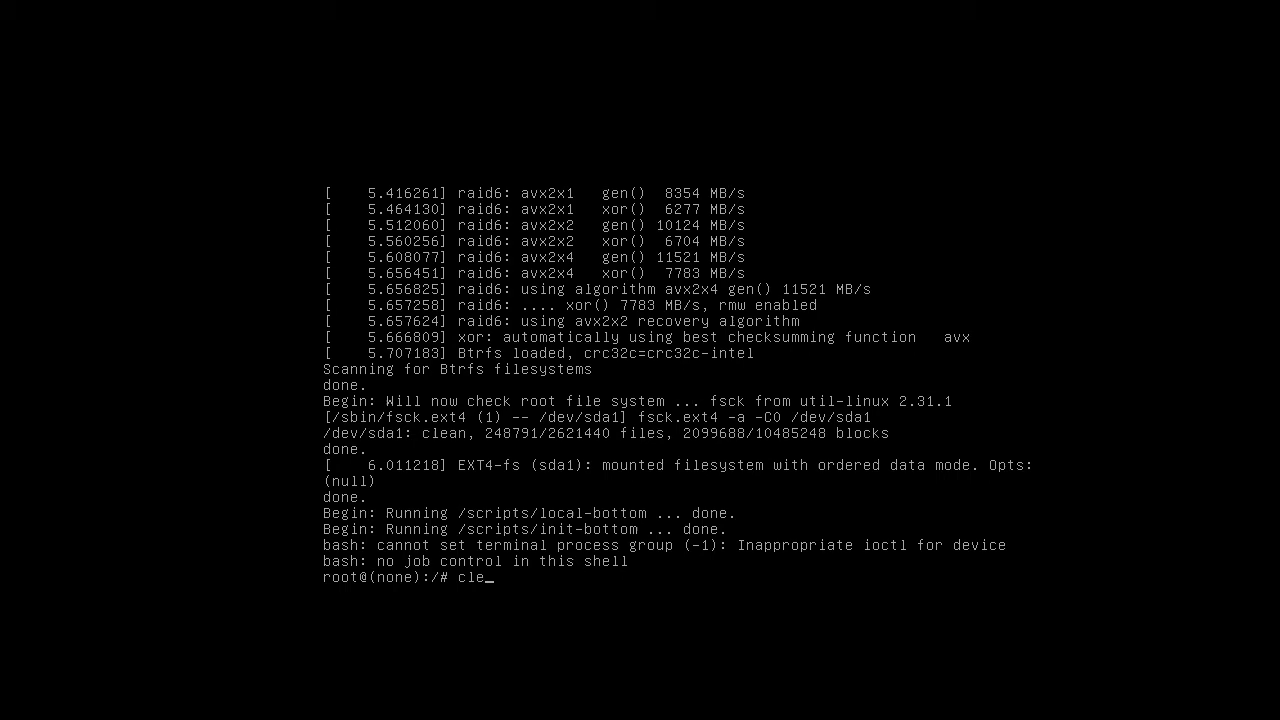 [    5.416261] raid6: avx2x1   gen()  8354 MB/s
[    5.464130] raid6: avx2x1   xor()  6277 MB/s
[    5.512060] raid6: avx2x2   gen() 10124 MB/s
[    5.560256] raid6: avx2x2   xor()  6704 MB/s
[    5.608077] raid6: avx2x4   gen() 11521 MB/s
[    5.656451] raid6: avx2x4   xor()  7783 MB/s
[    5.656825] raid6: using algorithm avx2x4 gen() 11521 MB/s
[    5.657258] raid6: .... xor() 7783 MB/s, rmw enabled
[    5.657624] raid6: using avx2x2 recovery algorithm
[    5.666809] xor: automatically using best checksumming function   avx
[    5.707183] Btrfs loaded, crc32c=crc32c-intel
Scanning for Btrfs filesystems
done.
Begin: Will now check root file system ... fsck from util-linux 2.31.1
[/sbin/fsck.ext4 (1) -- /dev/sda1] fsck.ext4 -a -C0 /dev/sda1
/dev/sda1: clean, 248791/2621440 files, 2099688/10485248 blocks
done.
[    6.011218] EXT4-fs (sda1): mounted filesystem with ordered data mode. Opts:
(null)
done.
Begin: Running /scripts/local-bottom ... done.
Begin: Running /scripts/init-bottom ... done.
bash: cannot set terminal process group (-1): Inappropriate ioctl for device
bash: no job control in this shell
root@(none):/# cle_